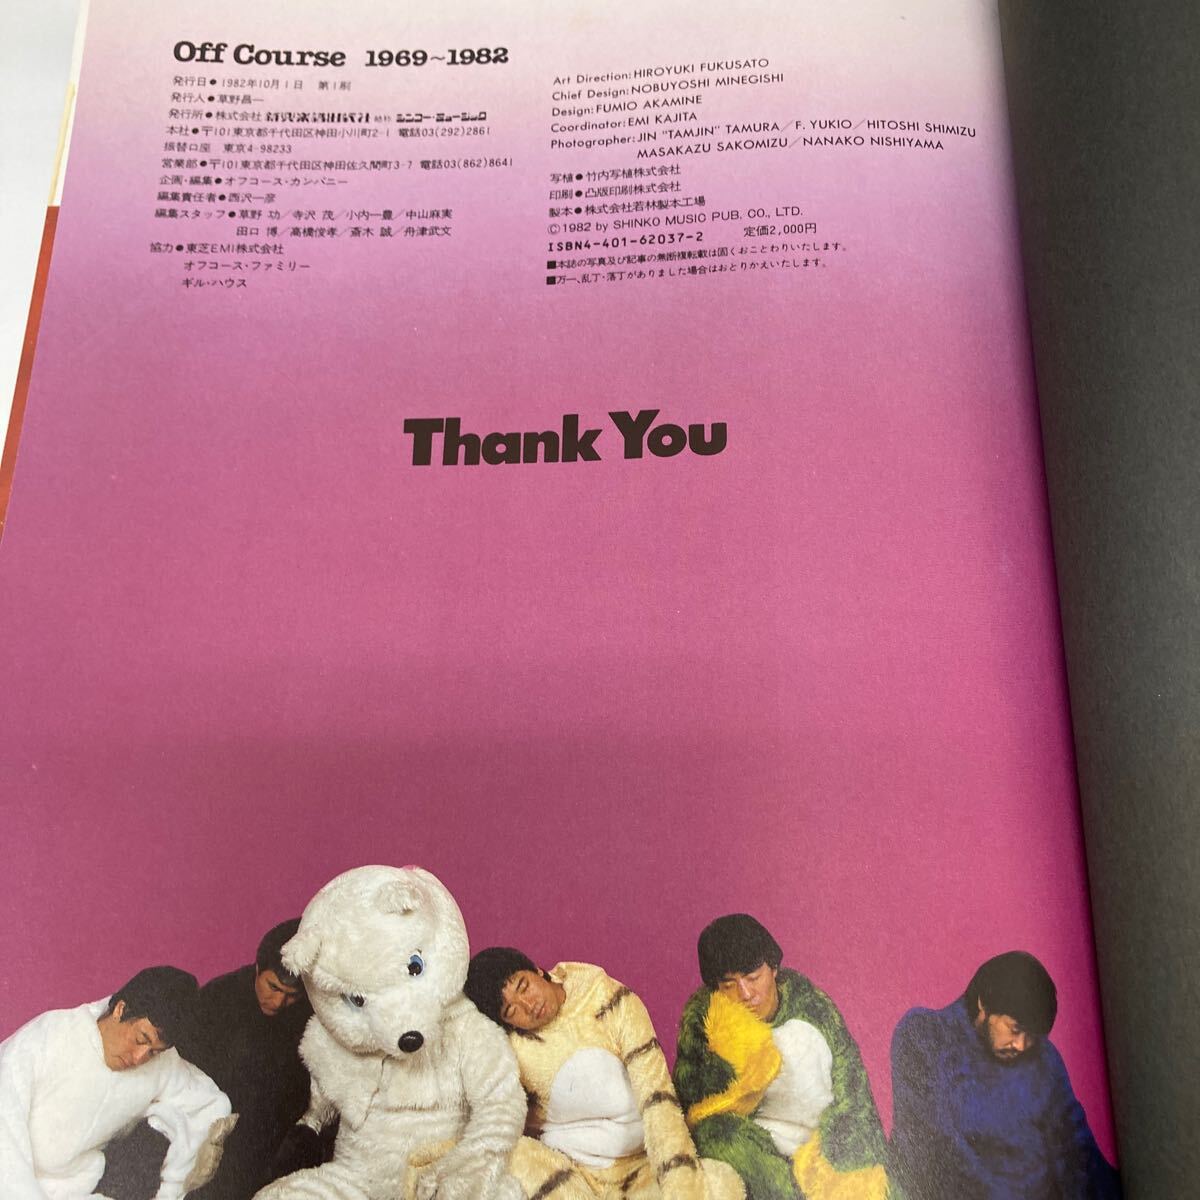 Off Course 1969~1982
発行日●1982年10月1日 第1刷
発行人●草野昌一
発行所●株式会社 新興楽譜出版社 略称 シンコー・ミュージック
本社●〒101東京都千代田区神田小川町2-1 電話03(292)2861
振替口座 東京4-98233
営業部●〒101東京都千代田区神田佐久間町3-7 電話03(862)8641
企画・編集●オフコース・カンパニー
編集責任者●西沢一彦
編集スタッフ●草野 功／寺沢 茂／小内一豊／中山麻実
田口 博／高橋俊孝／斎木 誠／舟津武文
協力●東芝EMI株式会社
オフコース・ファミリー
ギル・ハウス
Art Direction:HIROYUKI FUKUSATO
Chief Design:NOBUYOSHI MINEGISHI
Design:FUMIO AKAMINE
Coordinator:EMI KAJITA
Photographer:JIN "TAMJIN" TAMURA／F. YUKIO／HITOSHI SHIMIZU
MASAKAZU SAKOMIZU／NANAKO NISHIYAMA
写植●竹内写植株式会社
印刷●凸版印刷株式会社
製本●株式会社若林製本工場
©1982 by SHINKO MUSIC PUB. CO., LTD.
ISBN4-401-62037-2 定価2,000円
■本誌の写真及び記事の無断複転載は固くおことわりいたします。
■万一、乱丁・落丁がありました場合はおとりかえいたします。
Thank You